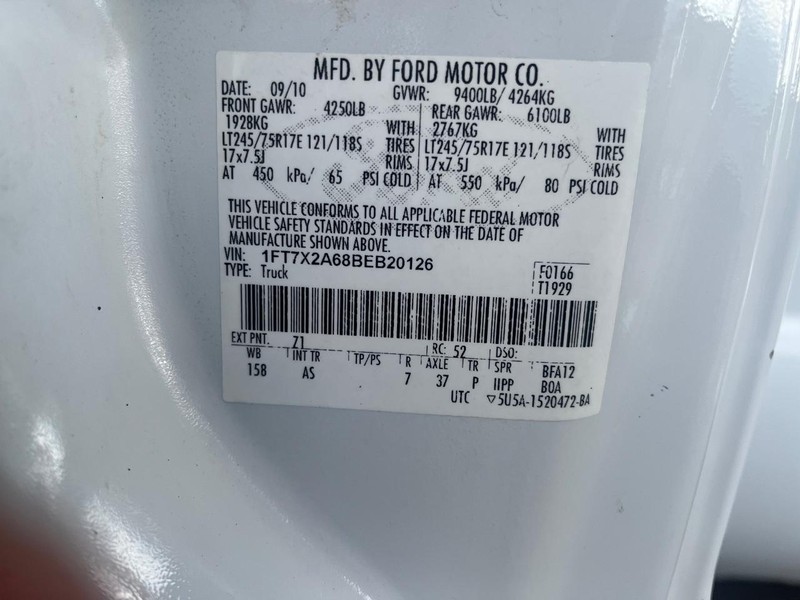 MFD. BY FORD MOTOR CO.
DATE: 09/10 GVWR: 9400LB/ 4264KG
FRONT GAWR: 4250LB REAR GAWR: 6100LB
1928KG WITH 2767KG WITH
LT245/75R17E 121/118S TIRES LT245/75R17E 121/118S TIRES
17x7.5J RIMS 17x7.5J RIMS
AT 450 kPa/ 65 PSI COLD AT 550 kPa/ 80 PSI COLD
THIS VEHICLE CONFORMS TO ALL APPLICABLE FEDERAL MOTOR
VEHICLE SAFETY STANDARDS IN EFFECT ON THE DATE OF
MANUFACTURE SHOWN ABOVE.
VIN: 1FT7X2A68BEB20126 F0166
TYPE: Truck T1929
EXT PNT: Z1 RC: 52 DSO:
WB INT TR TP/PS R AXLE TR SPR BFA12
158 AS 7 37 P IIPP BOA
UTC ▽5U5A-1520472-BA